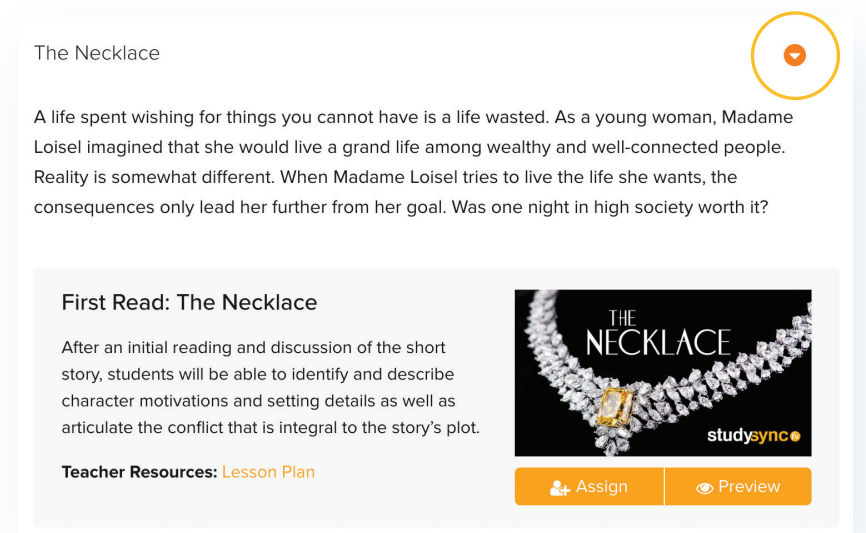 The Necklace
A life spent wishing for things you cannot have is a life wasted. As a young woman, Madame
Loisel imagined that she would live a grand life among wealthy and well-connected people.
Reality is somewhat different. When Madame Loisel tries to live the life she wants, the
consequences only lead her further from her goal. Was one night in high society worth it?
First Read: The Necklace
After an initial reading and discussion of the short
story, students will be able to identify and describe
character motivations and setting details as well as
articulate the conflict that is integral to the story’s plot.
Teacher Resources: Lesson Plan
THE
NECKLACE
studysync tv
Assign
Preview